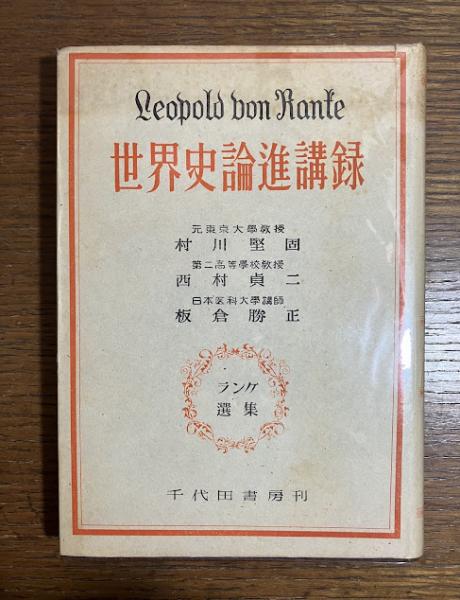 Leopold von Ranke
世界史論進講録
元東京大學教授
村川堅固
第二高等學校教授
西村貞二
日本医科大學講師
板倉勝正
ランケ
選集
千代田書房刊